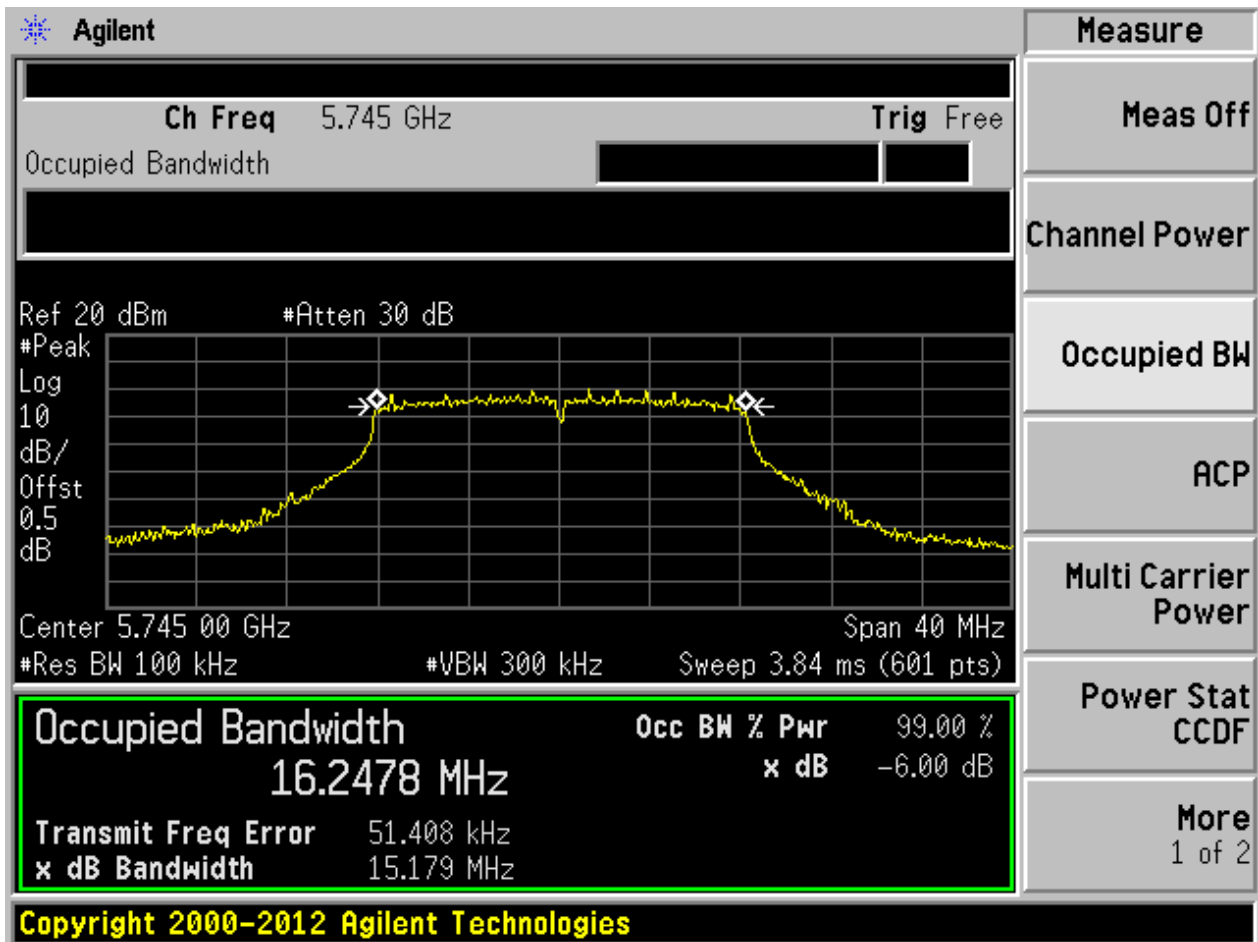 Agilent
Measure
Ch Freq 5.745 GHz Trig Free
Occupied Bandwidth
Meas Off
Channel Power
Occupied BW
ACP
Multi Carrier
Power
Power Stat
CCDF
More
1 of 2
Ref 20 dBm #Atten 30 dB
#Peak
Log
10
dB/
Offst
0.5
dB
Center 5.745 00 GHz Span 40 MHz
#Res BW 100 kHz #VBW 300 kHz Sweep 3.84 ms (601 pts)
Occupied Bandwidth
16.2478 MHz
Occ BW % Pwr 99.00 %
x dB -6.00 dB
Transmit Freq Error 51.408 kHz
x dB Bandwidth 15.179 MHz
Copyright 2000-2012 Agilent Technologies